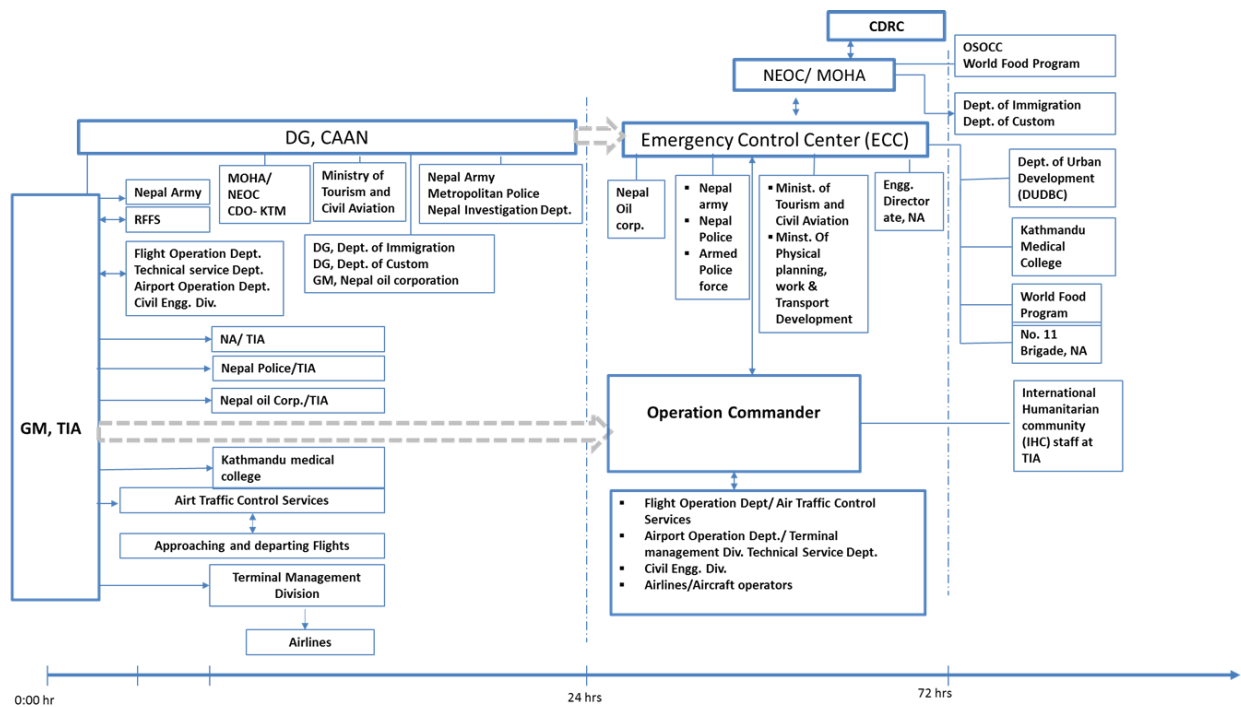 CDRC
OSOCC
World Food Program
NEOC/ MOHA
Dept. of Immigration
Dept. of Custom
DG, CAAN
Emergency Control Center (ECC)
Nepal Army
RFFS
MOHA/
NEOC
CDO- KTM
Ministry of
Tourism and
Civil Aviation
Nepal Army
Metropolitan Police
Nepal Investigation Dept.
Flight Operation Dept.
Technical service Dept.
Airport Operation Dept.
Civil Engg. Div.
DG, Dept. of Immigration
DG, Dept. of Custom
GM, Nepal oil corporation
Nepal
Oil
corp.
▪ Nepal
army
▪ Nepal
Police
▪ Armed
Police
force
▪ Minist. of
Tourism and
Civil Aviation
▪ Minst. Of
Physical
planning,
work &
Transport
Development
Engg.
Director
ate, NA
Dept. of Urban
Development
(DUDBC)
Kathmandu
Medical
College
World Food
Program
No. 11
Brigade, NA
NA/ TIA
Nepal Police/TIA
Nepal oil Corp./TIA
GM, TIA
Operation Commander
International
Humanitarian
community
(IHC) staff at
TIA
Kathmandu medical
college
Airt Traffic Control Services
Approaching and departing Flights
Terminal Management
Division
Airlines
▪ Flight Operation Dept/ Air Traffic Control
Services
▪ Airport Operation Dept./ Terminal
management Div. Technical Service Dept.
▪ Civil Engg. Div.
▪ Airlines/Aircraft operators
0:00 hr
24 hrs
72 hrs